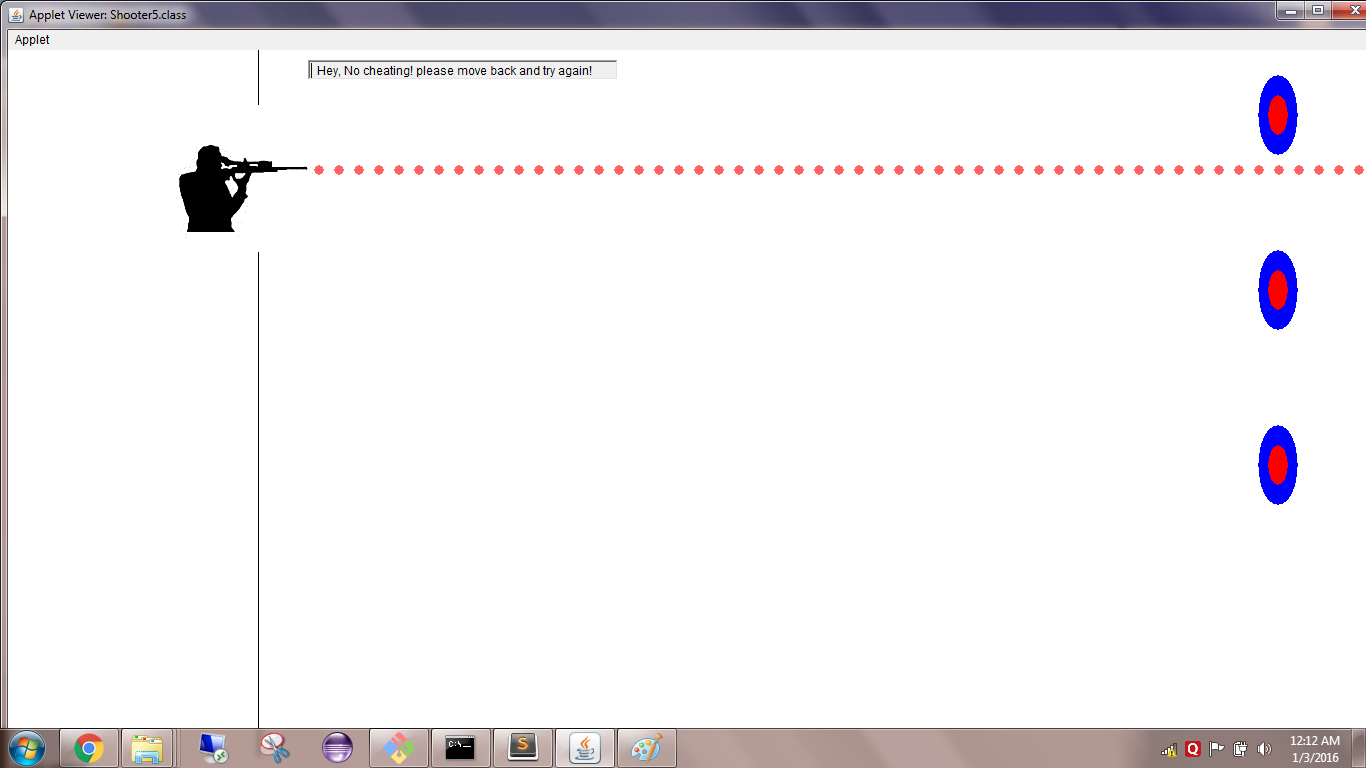 Applet Viewer: Shooter5.class
Applet
Hey, No cheating! please move back and try again!
C:\_
S
Q
12:12 AM
1/3/2016